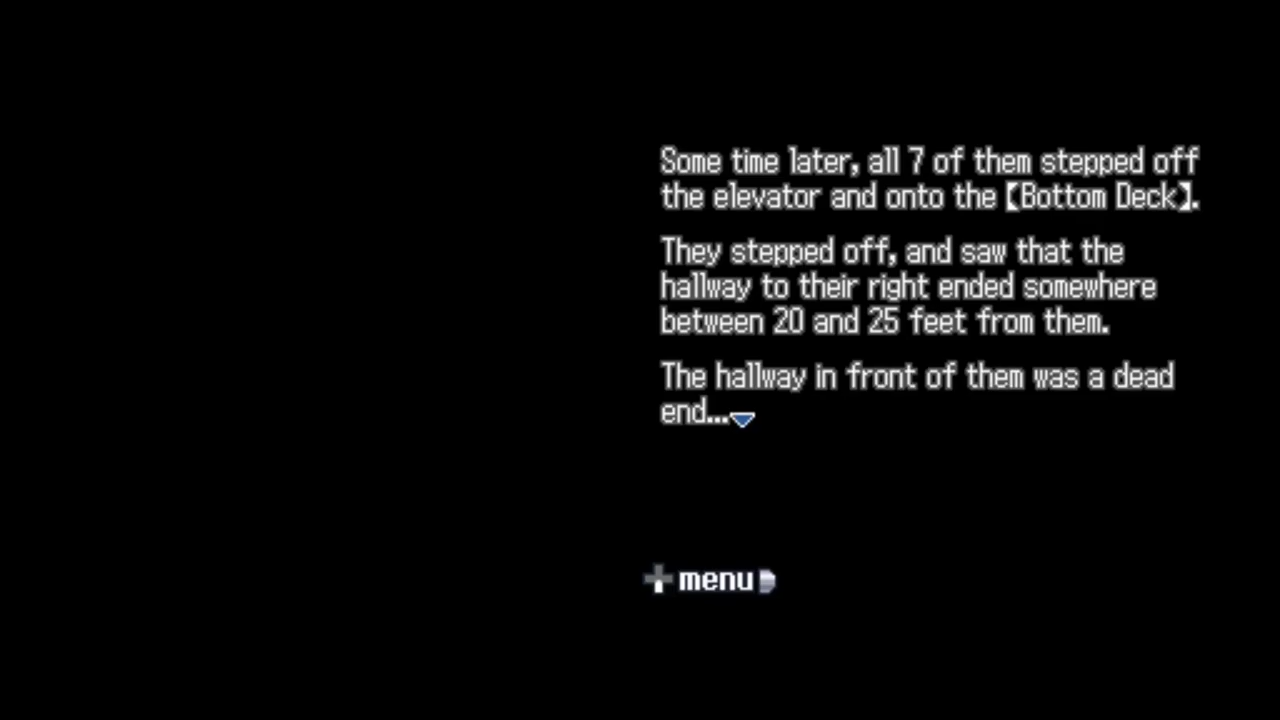 Some time later, all 7 of them stepped off
the elevator and onto the 【Bottom Deck】.
They stepped off, and saw that the
hallway to their right ended somewhere
between 20 and 25 feet from them.
The hallway in front of them was a dead
end...
menu